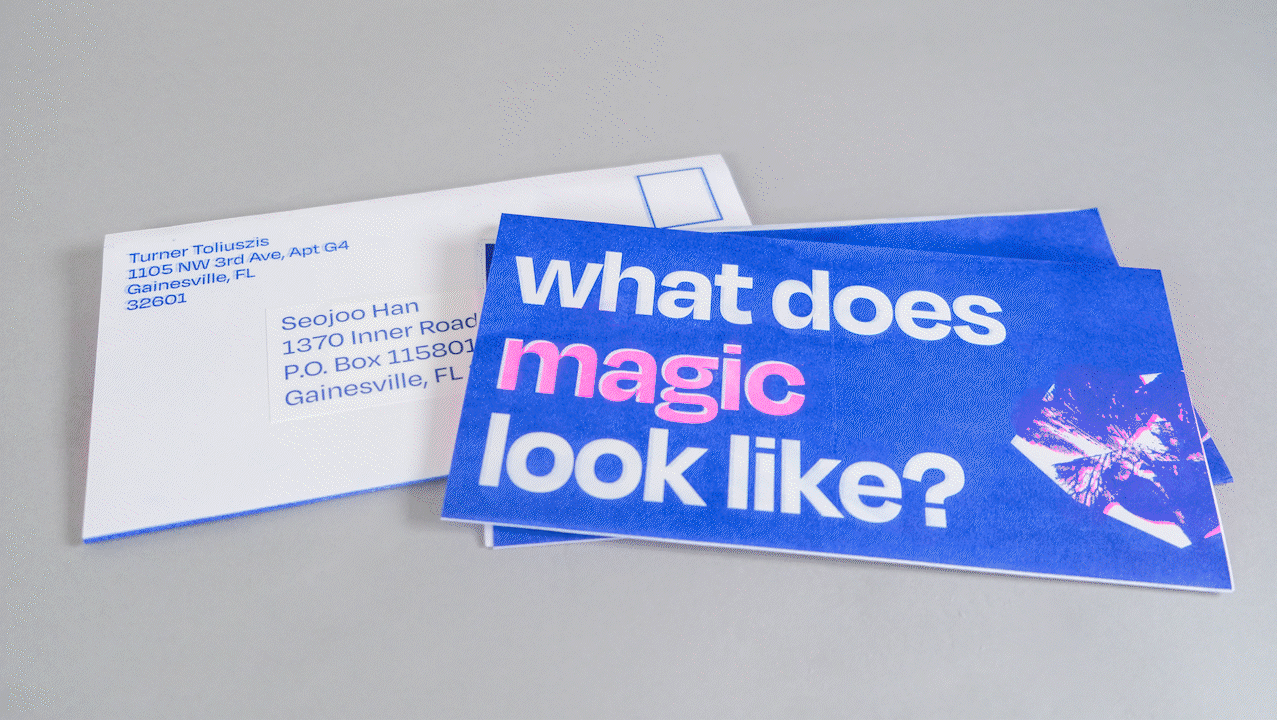 Turner Toliuszis
1105 NW 3rd Ave, Apt G4
Gainesville, FL
32601
Seojoo Han
1370 Inner Road
P.O. Box 115801
Gainesville, FL
what does
magic
look like?